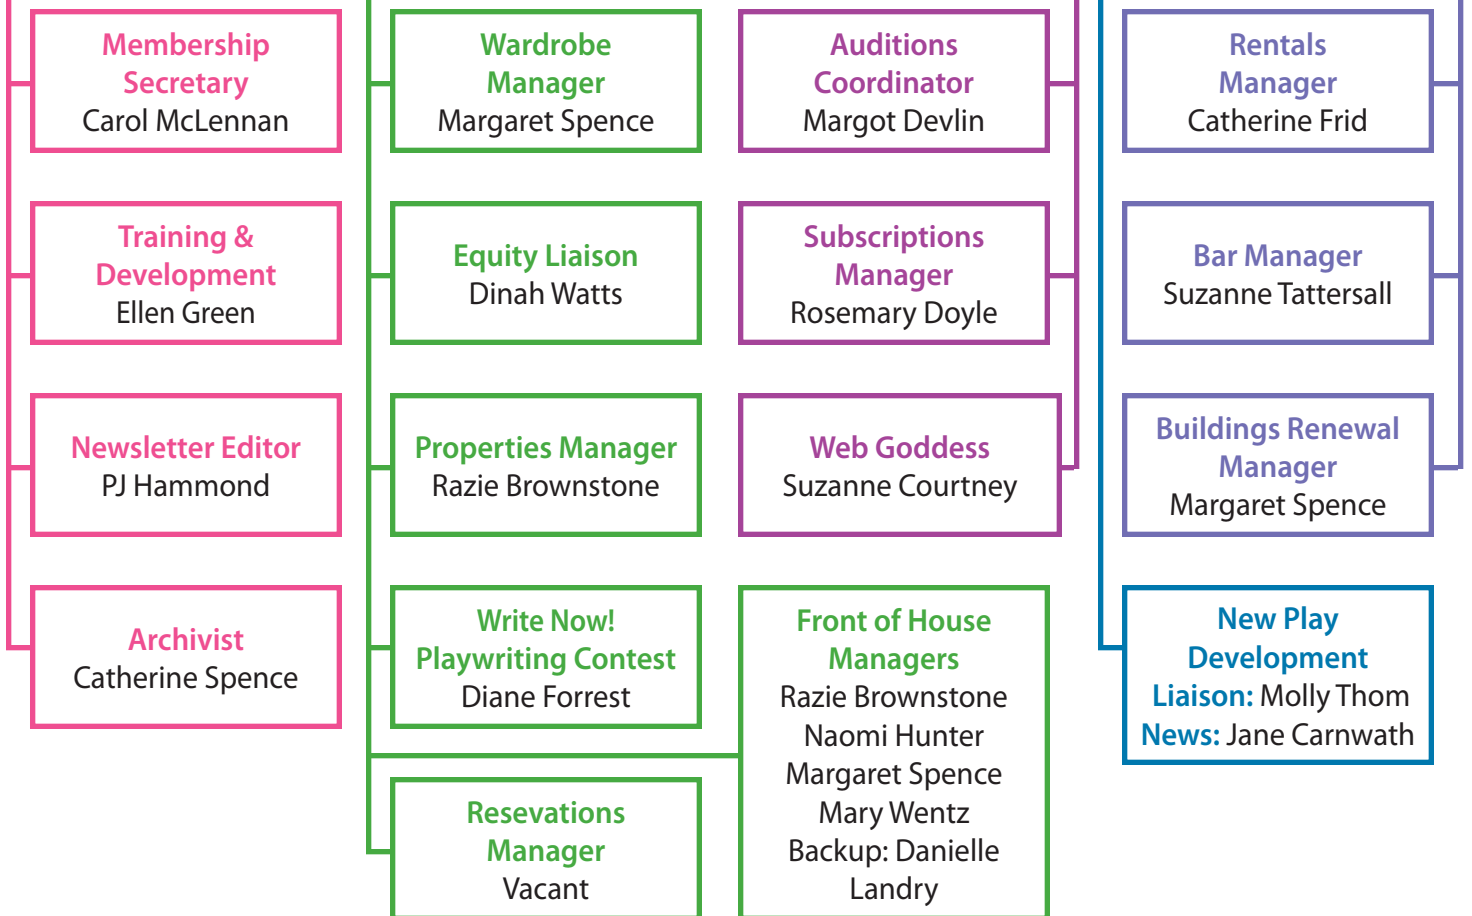 Membership
Secretary
Carol McLennan
Wardrobe
Manager
Margaret Spence
Auditions
Coordinator
Margot Devlin
Rentals
Manager
Catherine Frid
Training &
Development
Ellen Green
Equity Liaison
Dinah Watts
Subscriptions
Manager
Rosemary Doyle
Bar Manager
Suzanne Tattersall
Newsletter Editor
PJ Hammond
Properties Manager
Razie Brownstone
Web Goddess
Suzanne Courtney
Buildings Renewal
Manager
Margaret Spence
Archivist
Catherine Spence
Write Now!
Playwriting Contest
Diane Forrest
Front of House
Managers
Razie Brownstone
Naomi Hunter
Margaret Spence
Mary Wentz
Backup: Danielle
Landry
New Play
Development
Liaison: Molly Thom
News: Jane Carnwath
Resevations
Manager
Vacant